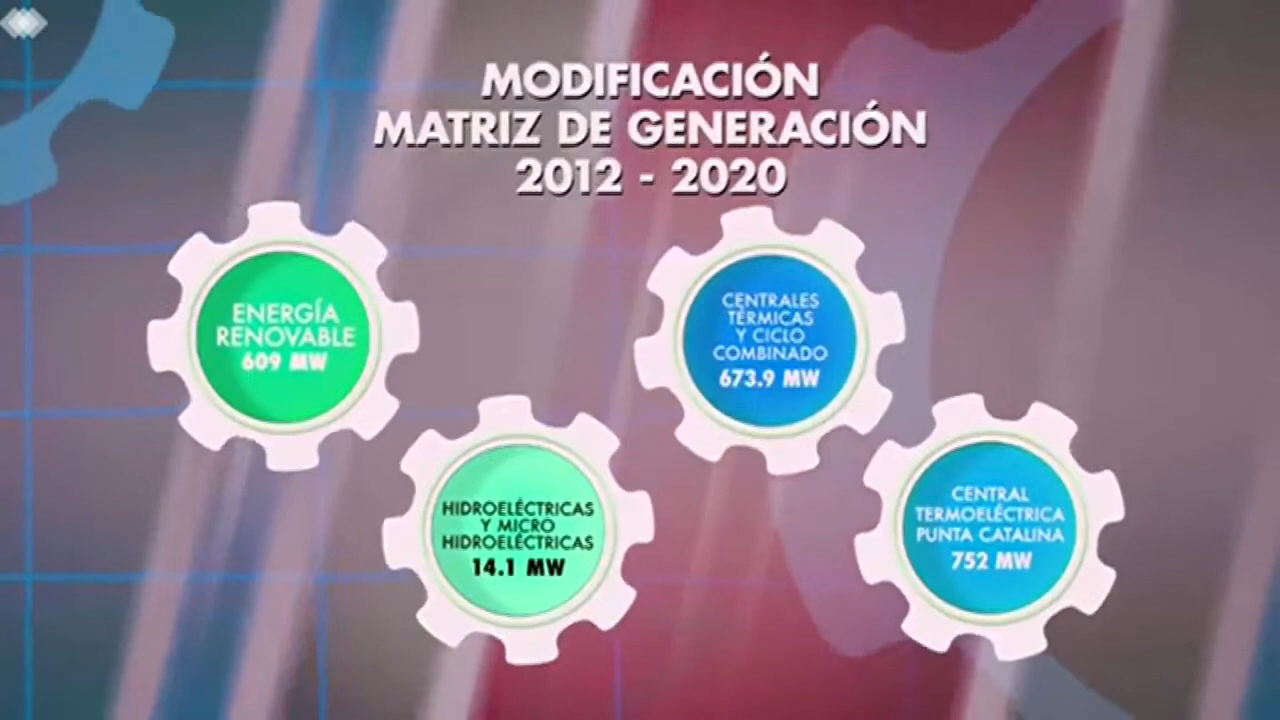 MODIFICACIÓN
MATRIZ DE GENERACIÓN
2012 - 2020
ENERGÍA
RENOVABLE
609 MW
HIDROELÉCTRICAS
Y MICRO
HIDROELÉCTRICAS
14.1 MW
CENTRALES
TÉRMICAS
Y CICLO
COMBINADO
673.9 MW
CENTRAL
TERMOELÉCTRICA
PUNTA CATALINA
752 MW